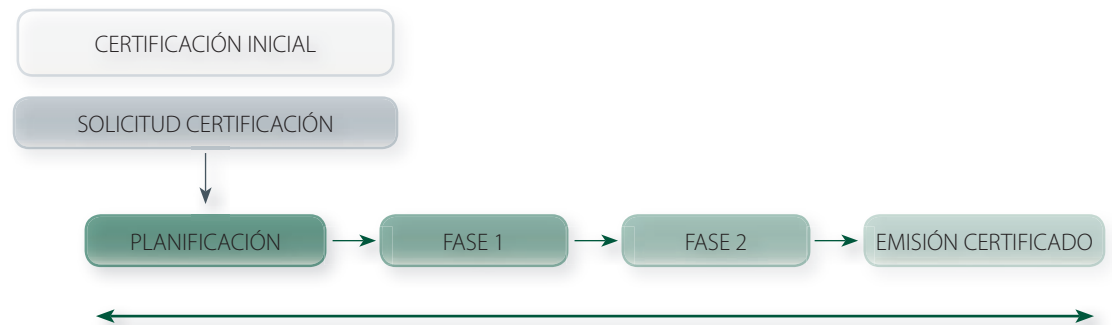 CERTIFICACIÓN INICIAL
SOLICITUD CERTIFICACIÓN
PLANIFICACIÓN
FASE 1
FASE 2
EMISIÓN CERTIFICADO